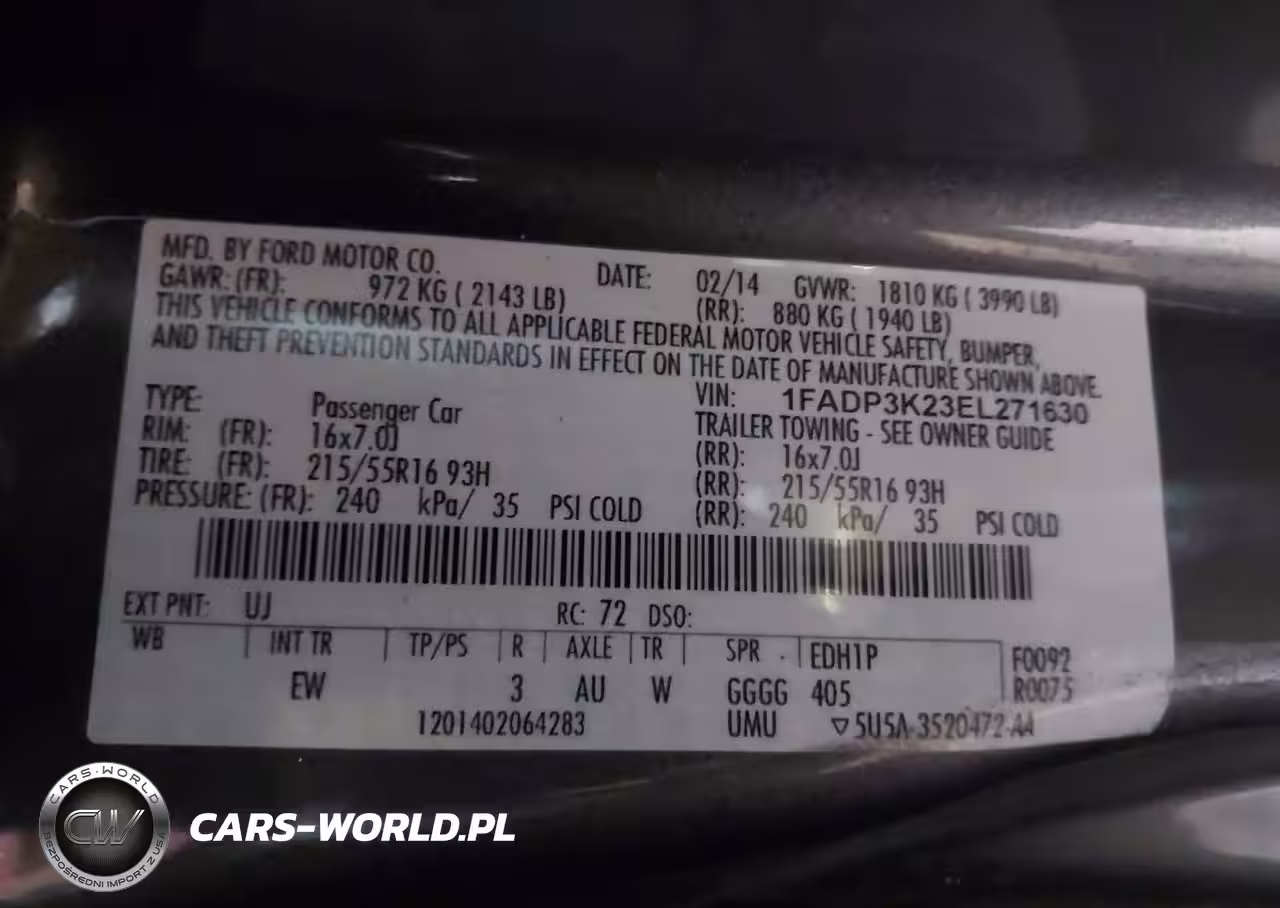 MFD. BY FORD MOTOR CO. DATE: 02/14 GVWR: 1810 KG ( 3990 LB)
GAWR: (FR): 972 KG ( 2143 LB) (RR): 880 KG ( 1940 LB)
THIS VEHICLE CONFORMS TO ALL APPLICABLE FEDERAL MOTOR VEHICLE SAFETY, BUMPER,
AND THEFT PREVENTION STANDARDS IN EFFECT ON THE DATE OF MANUFACTURE SHOWN ABOVE.
VIN: 1FADP3K23EL271630
TYPE: Passenger Car TRAILER TOWING - SEE OWNER GUIDE
RIM: (FR): 16x7.0J (RR): 16x7.0J
TIRE: (FR): 215/55R16 93H (RR): 215/55R16 93H
PRESSURE: (FR): 240 kPa/ 35 PSI COLD (RR): 240 kPa/ 35 PSI COLD
EXT PNT: UJ RC: 72 DSO:
WB INT TR TP/PS R AXLE TR SPR EDH1P F0092
EW 3 AU W GGGG 405 R0075
1201402064283 UMU ▽5U5A-3520472-AA
CARS-WORLD
CW
BEZPOŚREDNI IMPORT Z USA
CARS-WORLD.PL